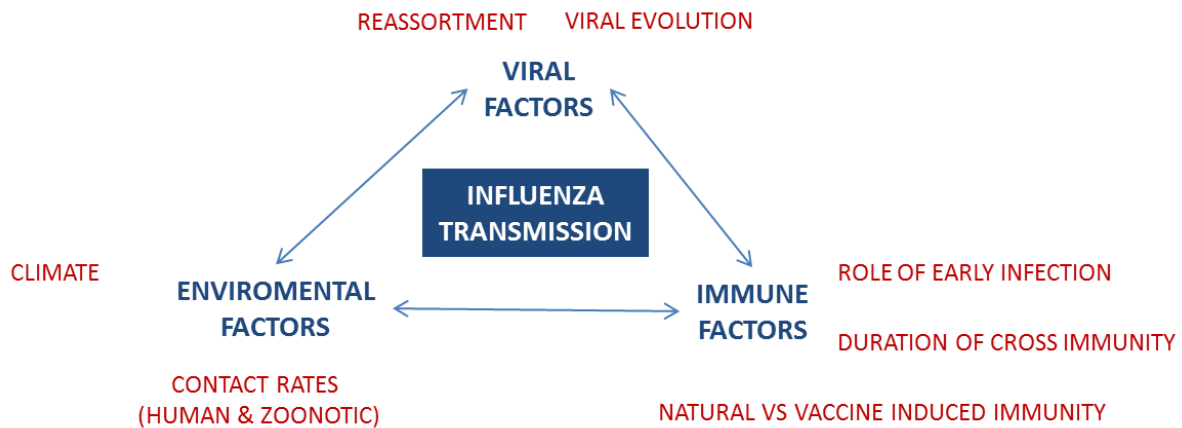 REASSORTMENT
VIRAL EVOLUTION
VIRAL
FACTORS
INFLUENZA
TRANSMISSION
CLIMATE
ENVIROMENTAL
FACTORS
IMMUNE
FACTORS
ROLE OF EARLY INFECTION
DURATION OF CROSS IMMUNITY
CONTACT RATES
(HUMAN & ZOONOTIC)
NATURAL VS VACCINE INDUCED IMMUNITY